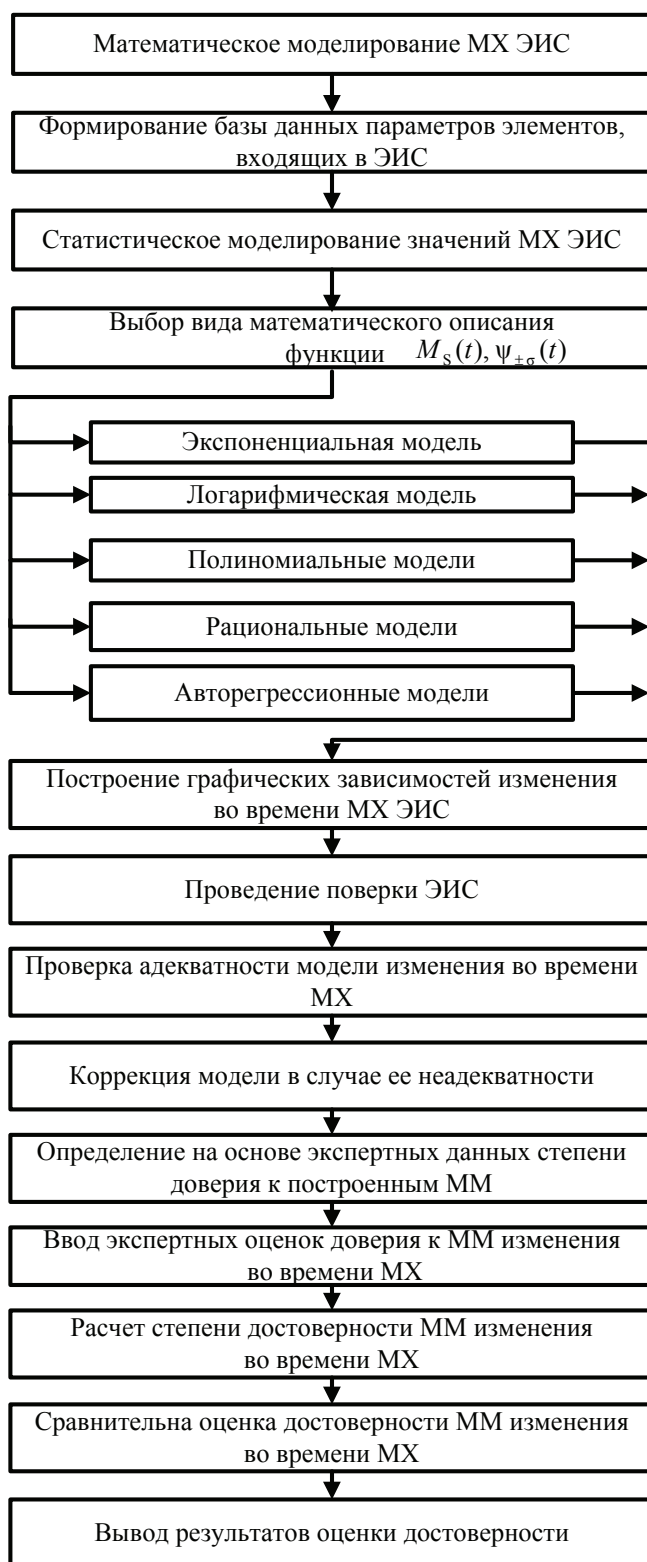 Математическое моделирование МХ ЭИС
Формирование базы данных параметров элементов,
входящих в ЭИС
Статистическое моделирование значений МХ ЭИС
Выбор вида математического описания
функции M_S(t), ψ_±σ(t)
Экспоненциальная модель
Логарифмическая модель
Полиномиальные модели
Рациональные модели
Авторегрессионные модели
Построение графических зависимостей изменения
во времени МХ ЭИС
Проведение поверки ЭИС
Проверка адекватности модели изменения во времени
МХ
Коррекция модели в случае ее неадекватности
Определение на основе экспертных данных степени
доверия к построенным ММ
Ввод экспертных оценок доверия к ММ изменения
во времени МХ
Расчет степени достоверности ММ изменения
во времени МХ
Сравнительна оценка достоверности ММ изменения
во времени МХ
Вывод результатов оценки достоверности